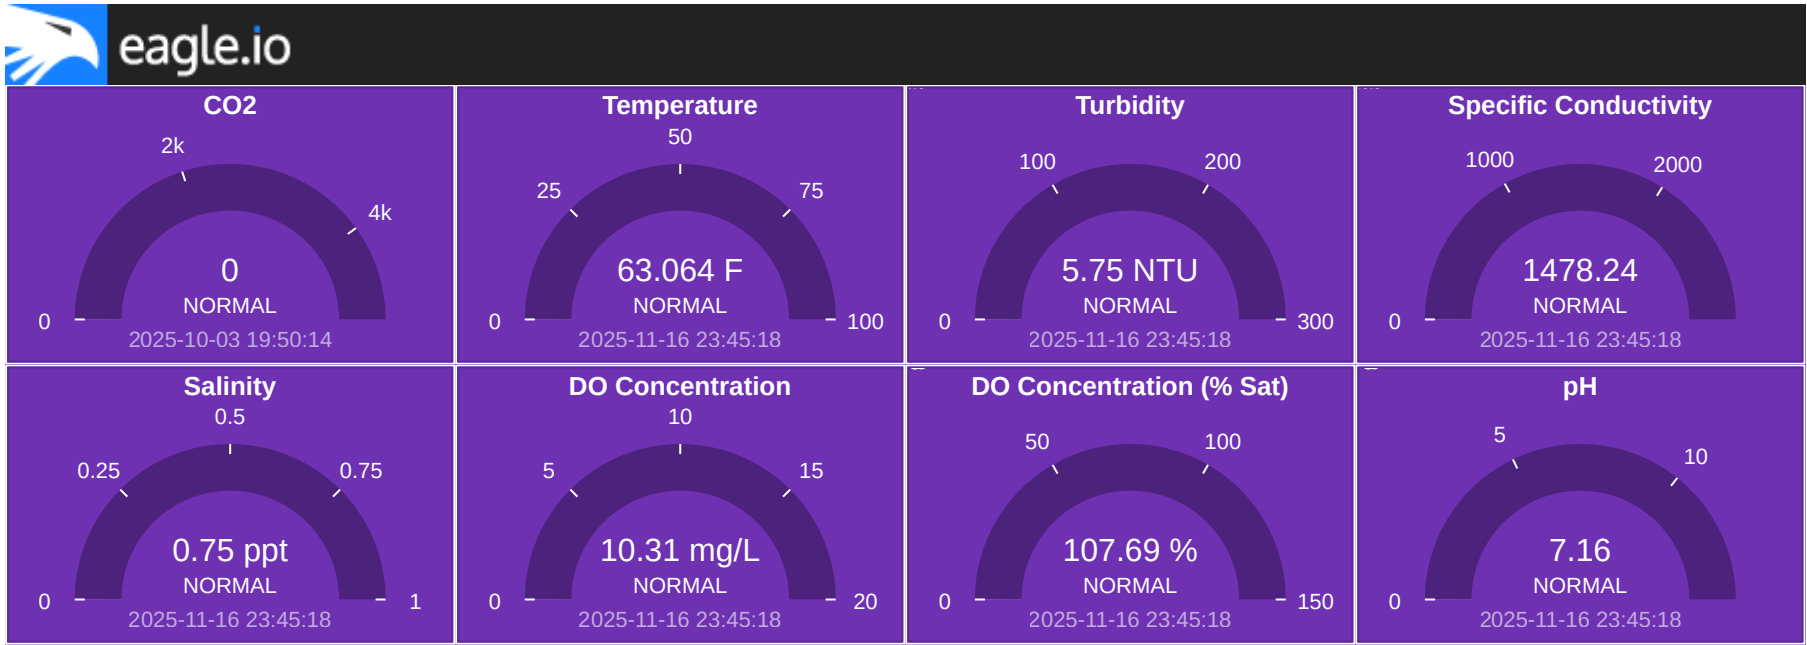 eagle.io
CO2
2k
4k
0
0
NORMAL
2025-10-03 19:50:14
Temperature
50
25
75
63.064 F
NORMAL
0
100
2025-11-16 23:45:18
Turbidity
100
200
5.75 NTU
NORMAL
0
300
2025-11-16 23:45:18
Specific Conductivity
1000
2000
1478.24
NORMAL
0
2025-11-16 23:45:18
Salinity
0.5
0.25
0.75
0.75 ppt
NORMAL
0
1
2025-11-16 23:45:18
DO Concentration
10
5
15
10.31 mg/L
NORMAL
0
20
2025-11-16 23:45:18
DO Concentration (% Sat)
50
100
107.69 %
NORMAL
0
150
2025-11-16 23:45:18
pH
5
10
7.16
NORMAL
0
2025-11-16 23:45:18